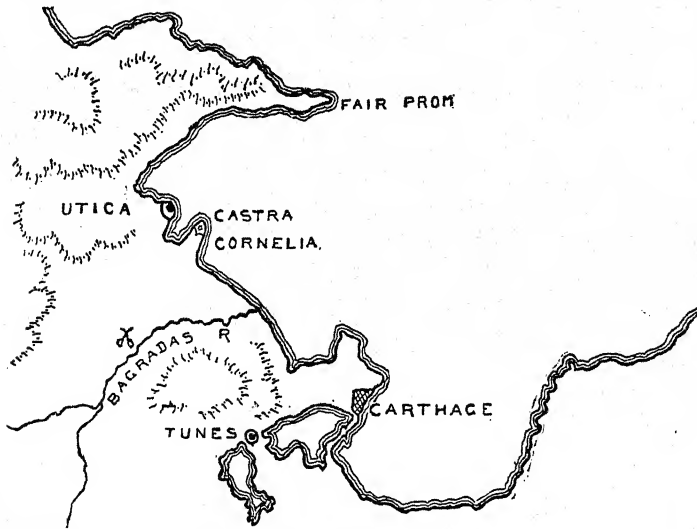 FAIR PROM
UTICA
CASTRA
CORNELIA.
BAGRADAS R
CARTHAGE
TUNES